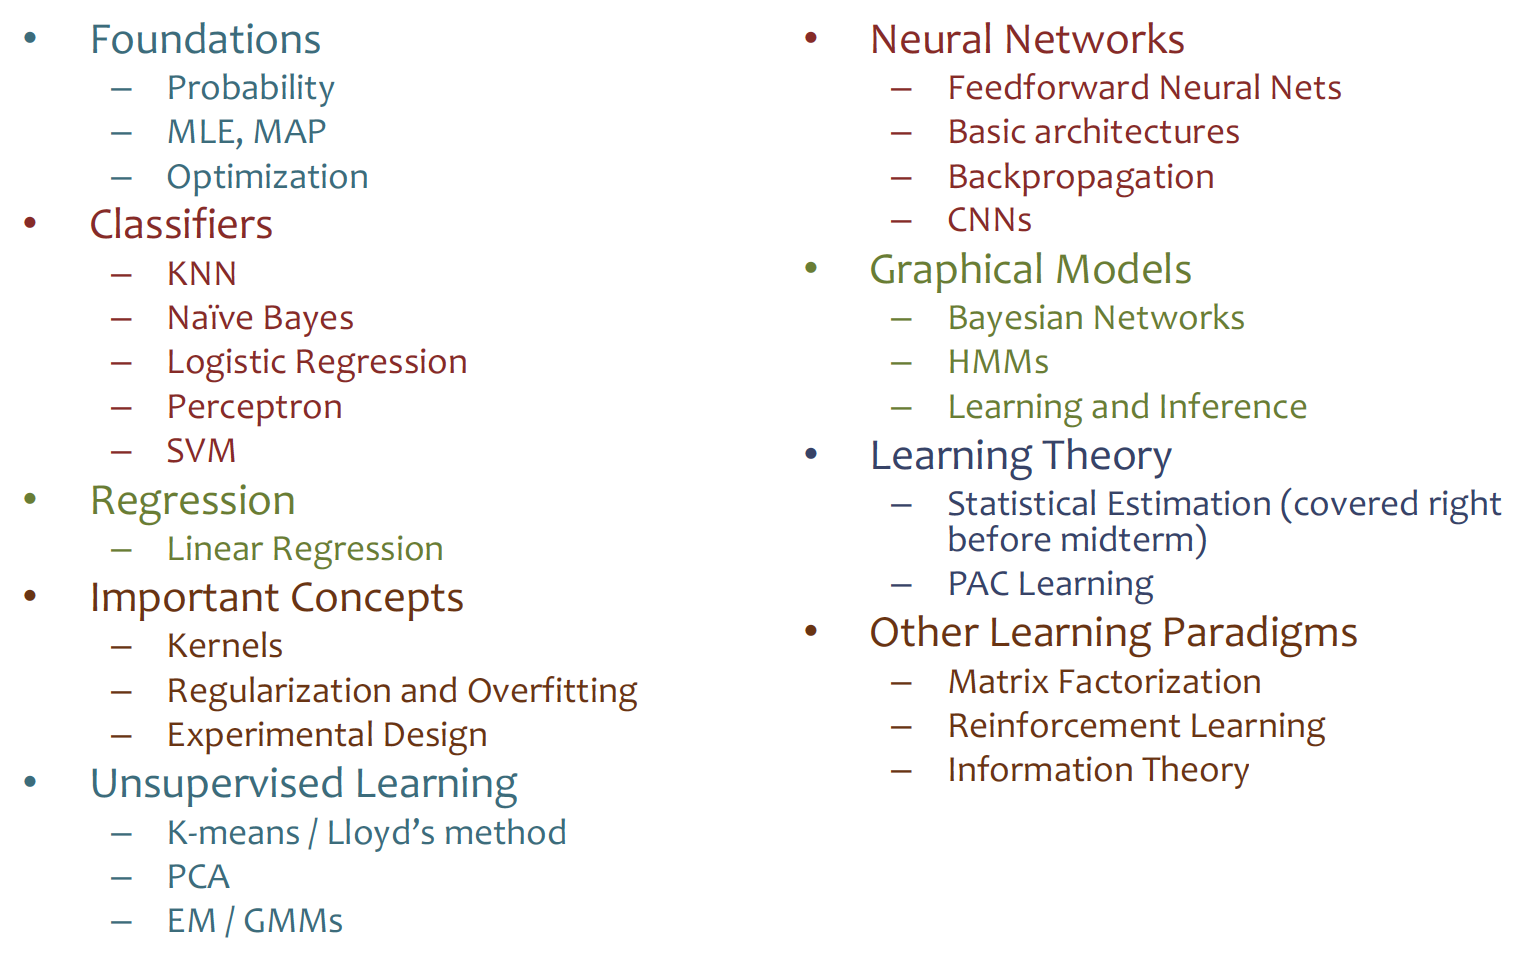 • Foundations
– Probability
– MLE, MAP
– Optimization
• Classifiers
– KNN
– Naïve Bayes
– Logistic Regression
– Perceptron
– SVM
• Regression
– Linear Regression
• Important Concepts
– Kernels
– Regularization and Overfitting
– Experimental Design
• Unsupervised Learning
– K-means / Lloyd’s method
– PCA
– EM / GMMs
• Neural Networks
– Feedforward Neural Nets
– Basic architectures
– Backpropagation
– CNNs
• Graphical Models
– Bayesian Networks
– HMMs
– Learning and Inference
• Learning Theory
– Statistical Estimation (covered right
before midterm)
– PAC Learning
• Other Learning Paradigms
– Matrix Factorization
– Reinforcement Learning
– Information Theory